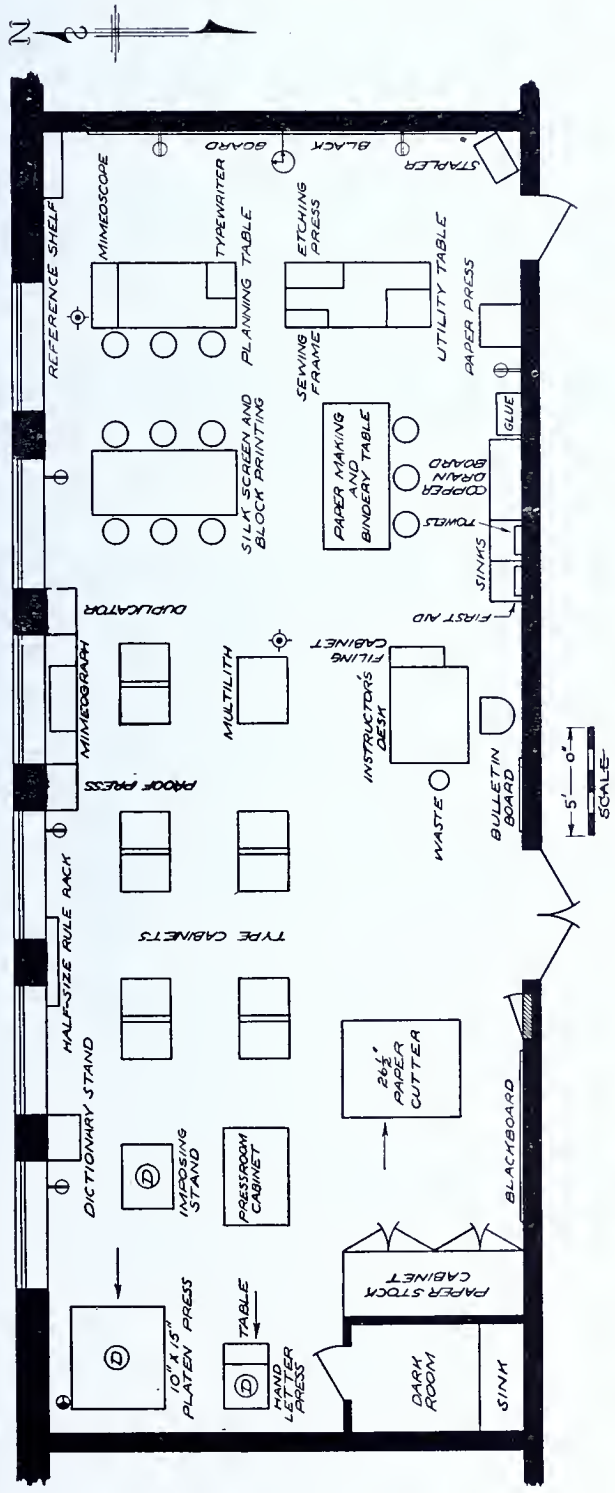 N
REFERENCE SHELF
MIMEOSCOPE
TYPEWRITER
PLANNING TABLE
BLACK
BOARD
ETCHING
PRESS
SEWING
FRAME
UTILITY TABLE
STAPLER
PAPER PRESS
GLUE
SILK SCREEN AND
BLOCK PRINTING
PAPER MAKING
AND
BINDERY TABLE
COPPER
DRAIN
BOARD
TOWELS
SINKS
FIRST AID
DUPLICATOR
MIMEOGRAPH
MULTILITH
FILING
CABINET
INSTRUCTOR'S
DESK
WASTE
BULLETIN
BOARD
PROOF PRESS
HALF-SIZE RULE RACK
TYPE CABINETS
DICTIONARY STAND
D
IMPOSING
STAND
PRESSROOM
CABINET
26½"
PAPER
CUTTER
BLACKBOARD
D
10" X 15"
PLATEN PRESS
TABLE
D
HAND
LETTER
PRESS
PAPER STOCK
CABINET
DARK
ROOM
SINK
5'—0"
SCALE